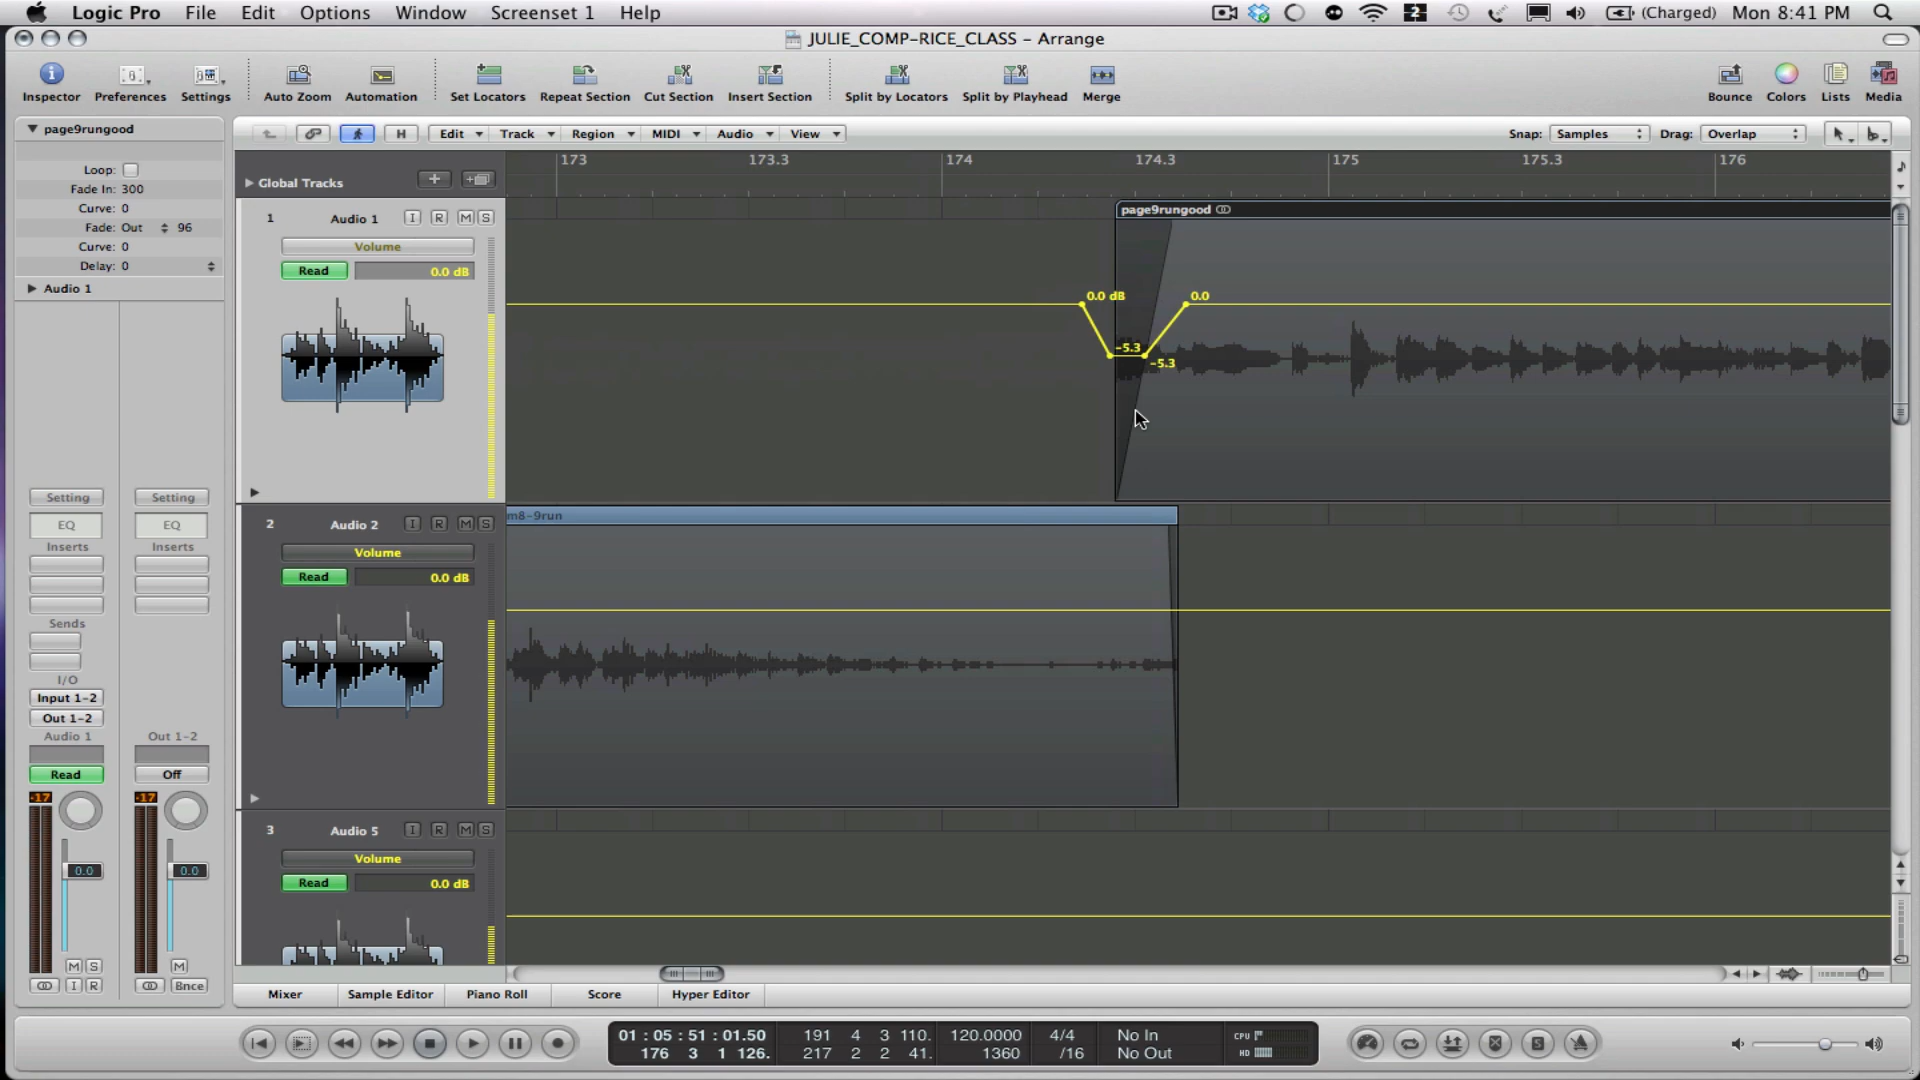 Logic Pro File Edit Options Window Screenset 1 Help 2 (Charged) Mon 8:41 PM
JULIE_COMP-RICE_CLASS – Arrange
Inspector Preferences Settings Auto Zoom Automation Set Locators Repeat Section Cut Section Insert Section Split by Locators Split by Playhead Merge Bounce Colors Lists Media
page9rungood
H Edit Track Region MIDI Audio View Snap: Samples Drag: Overlap
Loop:
Fade In: 300
Curve: 0
Fade: Out 96
Curve: 0
Delay: 0
Audio 1
Global Tracks
173 173.3 174 174.3 175 175.3 176
1 Audio 1 I R M S
Volume
Read 0.0 dB
page9rungood
0.0 dB 0.0
-5.3
-5.3
2 Audio 2 I R M S
Volume
Read 0.0 dB
m8-9run
3 Audio 5 I R M S
Volume
Read 0.0 dB
Setting Setting
EQ EQ
Inserts Inserts
Sends
I/O
Input 1-2
Out 1-2
Audio 1 Out 1-2
Read Off
-17 -17
0.0 0.0
M S M
I R Bnce
Mixer Sample Editor Piano Roll Score Hyper Editor
01 : 05 : 51 : 01.50 191 4 3 110. 120.0000 4/4 No In CPU
176 3 1 126. 217 2 2 41. 1360 /16 No Out HD
S